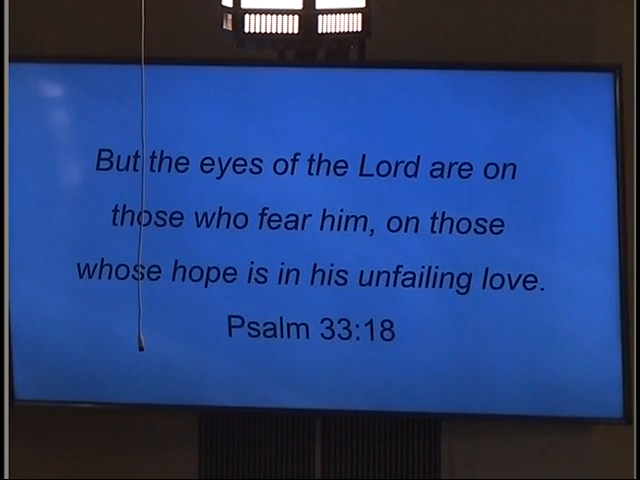 But the eyes of the Lord are on
those who fear him, on those
whose hope is in his unfailing love.
Psalm 33:18